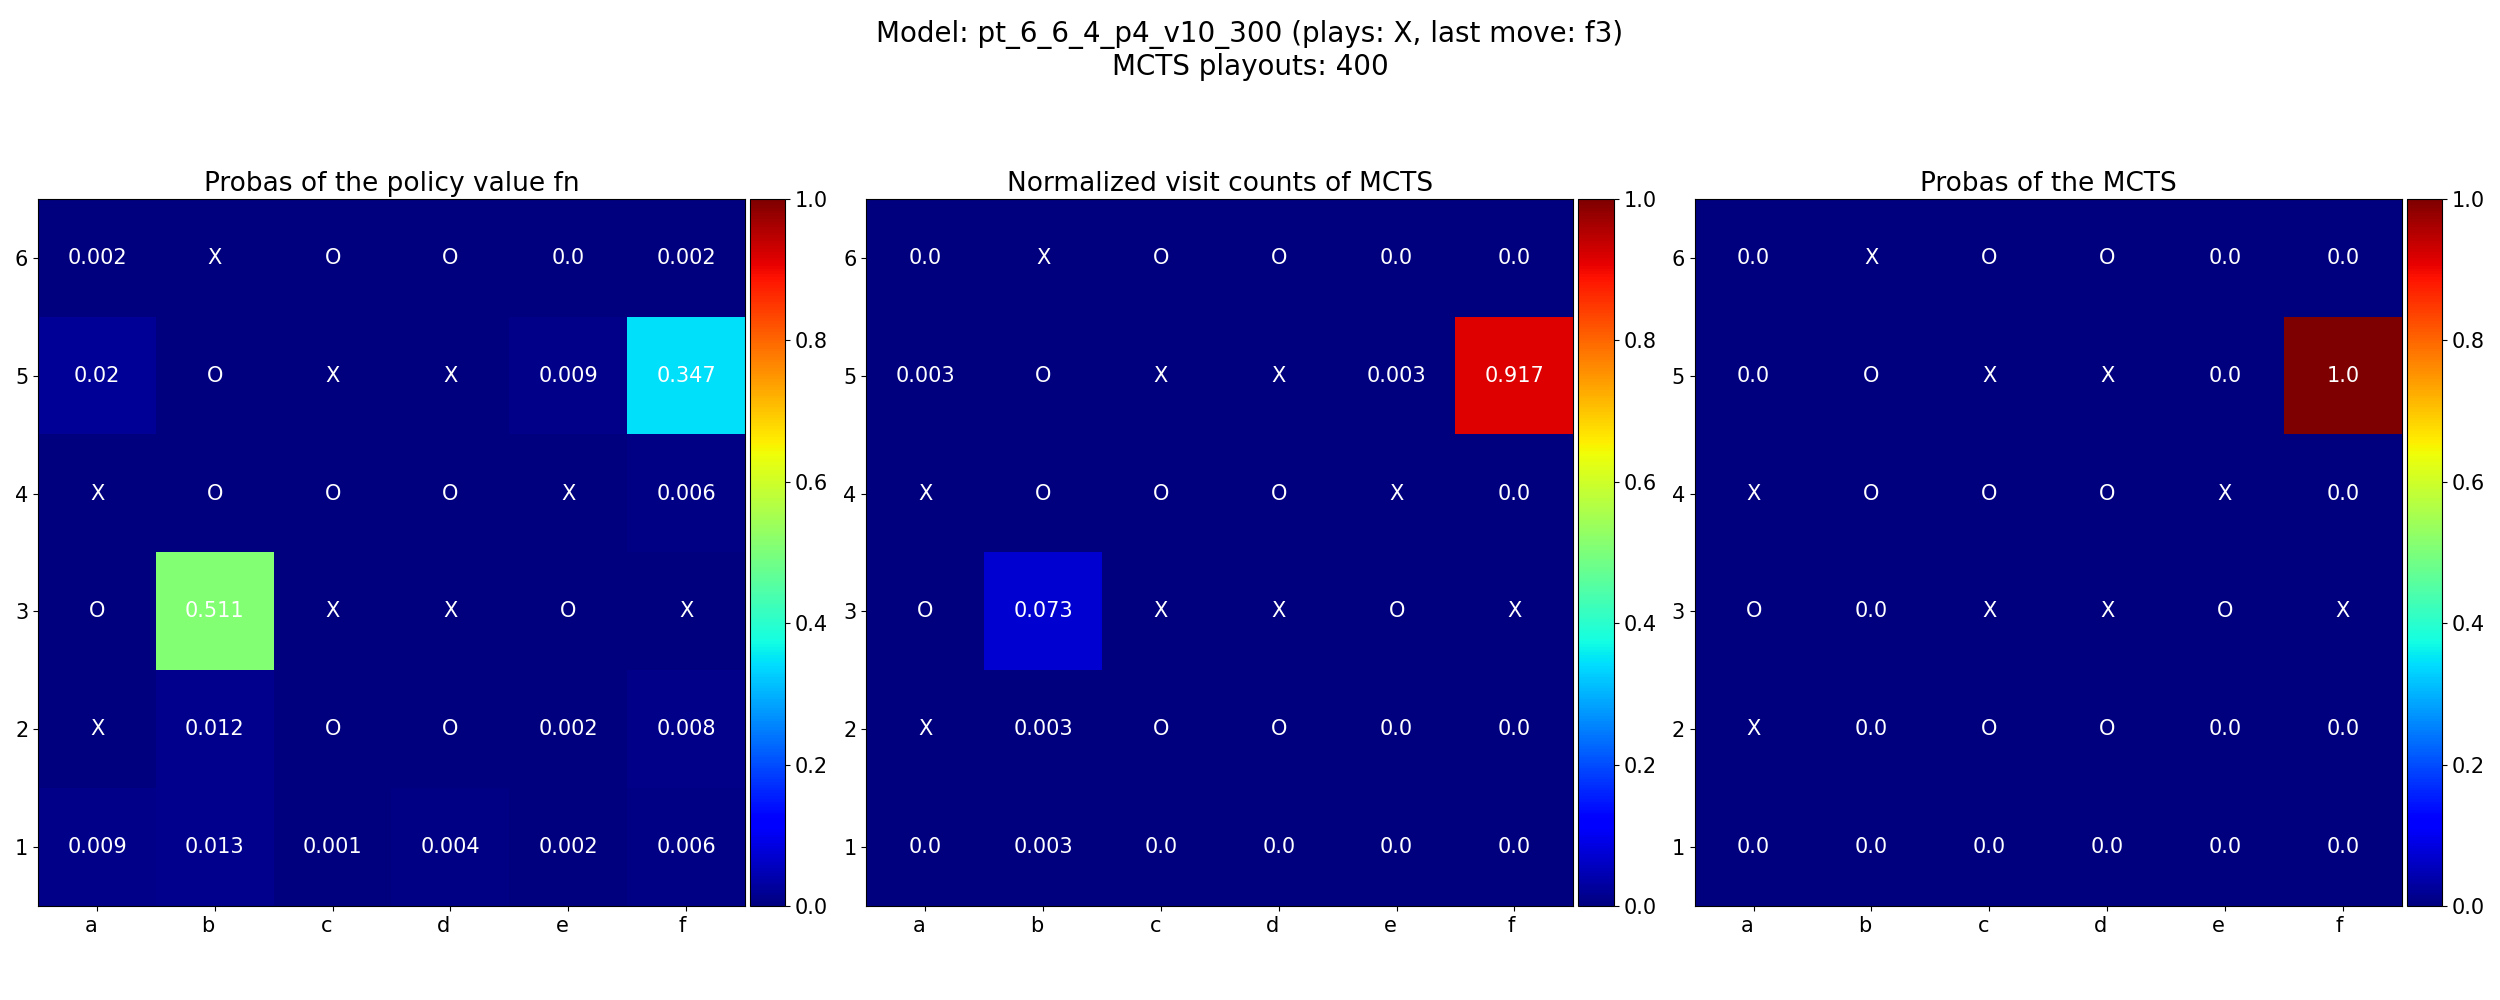 Model: pt_6_6_4_p4_v10_300 (plays: X, last move: f3)
MCTS playouts: 400
Probas of the policy value fn
6 0.002 X O O 0.0 0.002
5 0.02 O X X 0.009 0.347
4 X O O O X 0.006
3 O 0.511 X X O X
2 X 0.012 O O 0.002 0.008
1 0.009 0.013 0.001 0.004 0.002 0.006
a b c d e f
1.0
0.8
0.6
0.4
0.2
0.0
Normalized visit counts of MCTS
6 0.0 X O O 0.0 0.0
5 0.003 O X X 0.003 0.917
4 X O O O X 0.0
3 O 0.073 X X O X
2 X 0.003 O O 0.0 0.0
1 0.0 0.003 0.0 0.0 0.0 0.0
a b c d e f
1.0
0.8
0.6
0.4
0.2
0.0
Probas of the MCTS
6 0.0 X O O 0.0 0.0
5 0.0 O X X 0.0 1.0
4 X O O O X 0.0
3 O 0.0 X X O X
2 X 0.0 O O 0.0 0.0
1 0.0 0.0 0.0 0.0 0.0 0.0
a b c d e f
1.0
0.8
0.6
0.4
0.2
0.0